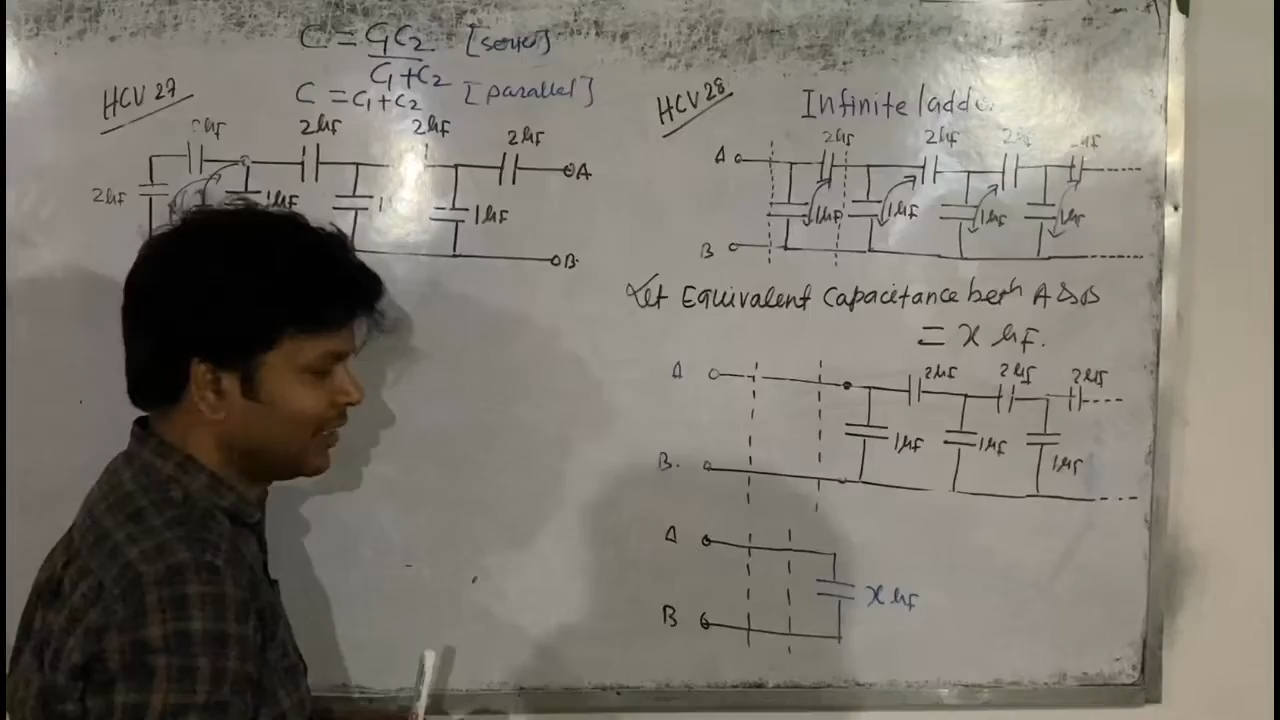 C = C1C2 [series]
C1+C2
C = C1+C2 [parallel]
HCV 27
2μF
2μF
2μF
A
2μF
1μF
1μF
B
HCV 28
Infinite ladde
2μF
2μF
2μF
A
1μF
1μF
1μF
1μF
B
Let Equivalent Capacitance betn A & B
= x μF.
A
2μF
2μF
2μF
1μF
1μF
1μF
B.
A
x μF
B